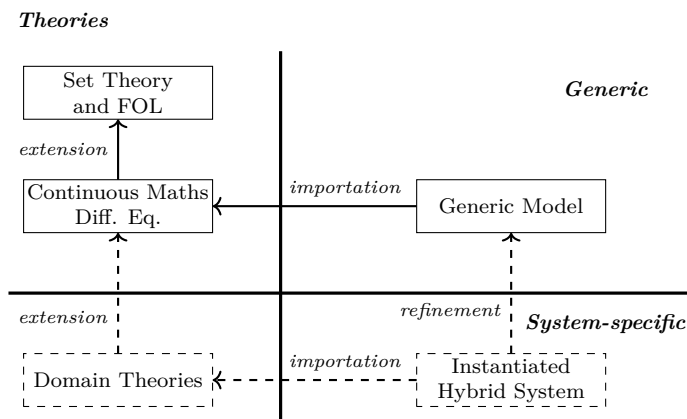 Theories
Set Theory
and FOL
Generic
extension
Continuous Maths
Diff. Eq.
importation
Generic Model
extension
refinement
System-specific
Domain Theories
importation
Instantiated
Hybrid System